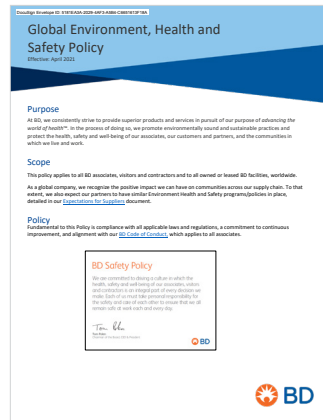 Global Environment, Health and
Safety Policy
Effective: April 2021
Purpose
At BD, we consistently strive to provide superior products and services in pursuit of our purpose of advancing the
world of health™. In the process of doing so, we promote environmentally sound and sustainable practices and
protect the health, safety and well-being of our associates, our customers and partners, and the communities in
which we live and work.
Scope
This policy applies to all BD associates, visitors and contractors and to all owned or leased BD facilities, worldwide.
As a global company, we recognize the positive impact we can have on communities across our supply chain. To that
extent, we also expect our partners to have similar Environment Health and Safety programs/policies in place,
detailed in our Expectations for Suppliers document.
Policy
Fundamental to this Policy is compliance with all applicable laws and regulations, a commitment to continuous
improvement, and alignment with our BD Code of Conduct, which applies to all associates.
BD Safety Policy
We are committed to driving a culture in which the
health, safety and well being of our associates, visitors
and contractors is an integral part of every decision we
make. Each of us must take personal responsibility for
the safety and care of each other to ensure that we all
remain safe at work each and every day.
BD
BD